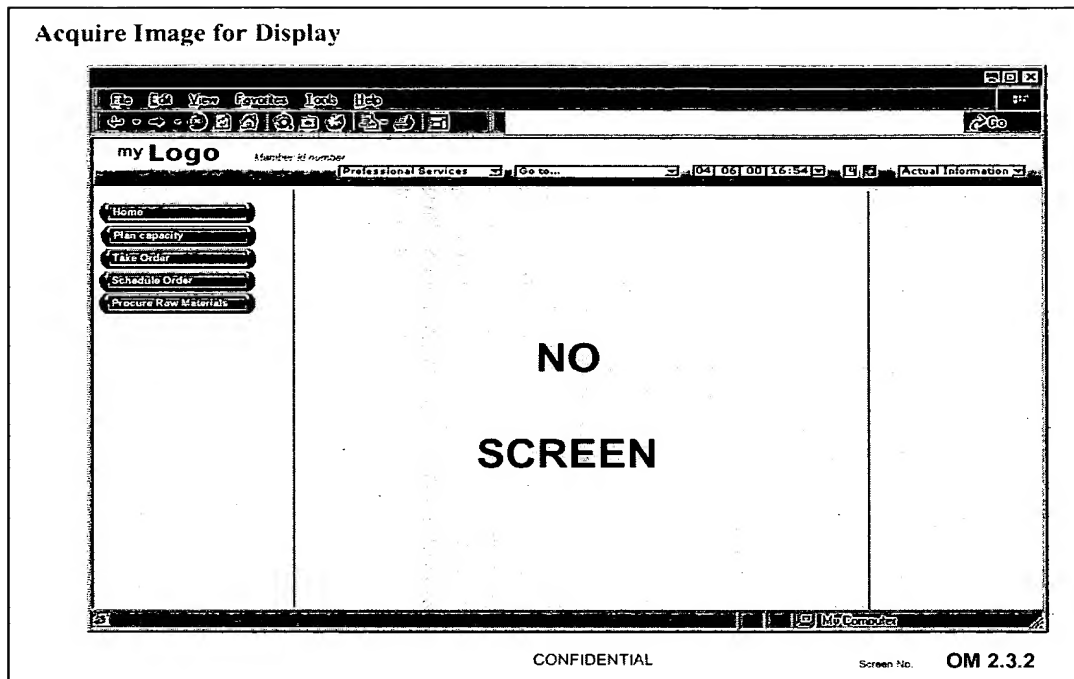 Acquire Image for Display
File Edit View Favorites Tools Help
Go
my Logo Member id number
Professional Services Go to... 04 06 00 16:54 Actual Information
Home
Plan capacity
Take Order
Schedule Order
Procure Raw Materials
NO
SCREEN
My Computer
CONFIDENTIAL Screen No. OM 2.3.2